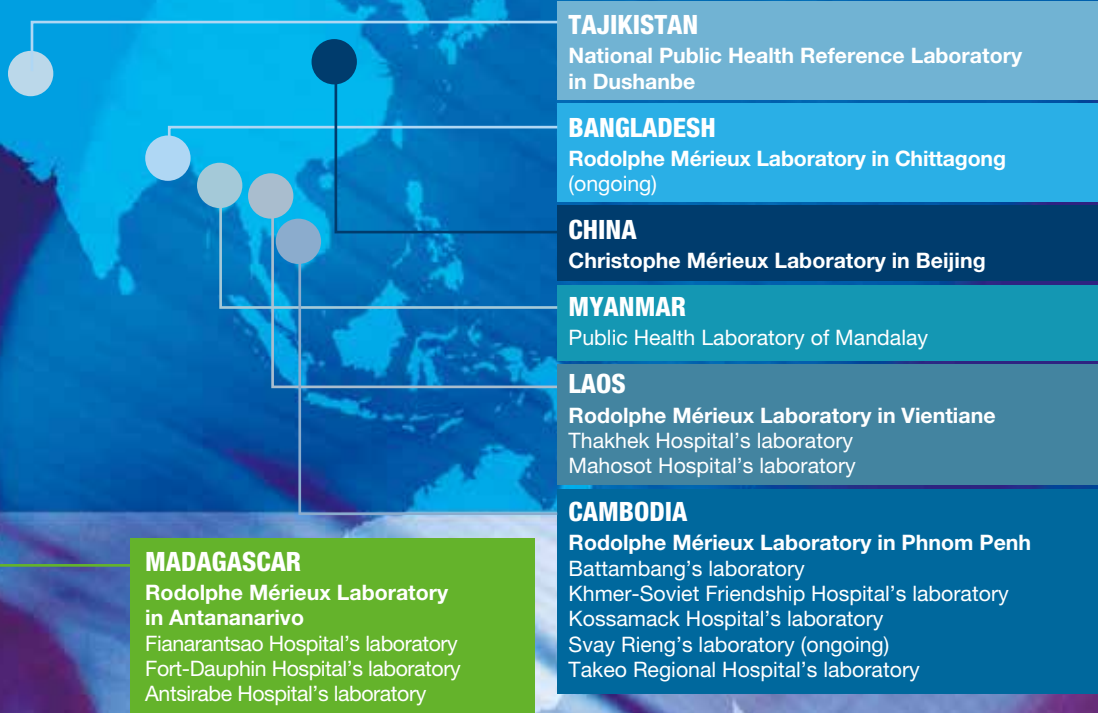 TAJIKISTAN
National Public Health Reference Laboratory
in Dushanbe
BANGLADESH
Rodolphe Mérieux Laboratory in Chittagong
(ongoing)
CHINA
Christophe Mérieux Laboratory in Beijing
MYANMAR
Public Health Laboratory of Mandalay
LAOS
Rodolphe Mérieux Laboratory in Vientiane
Thakhek Hospital's laboratory
Mahosot Hospital's laboratory
CAMBODIA
Rodolphe Mérieux Laboratory in Phnom Penh
Battambang's laboratory
Khmer-Soviet Friendship Hospital's laboratory
Kossamack Hospital's laboratory
Svay Rieng's laboratory (ongoing)
Takeo Regional Hospital's laboratory
MADAGASCAR
Rodolphe Mérieux Laboratory
in Antananarivo
Fianarantsao Hospital's laboratory
Fort-Dauphin Hospital's laboratory
Antsirabe Hospital's laboratory